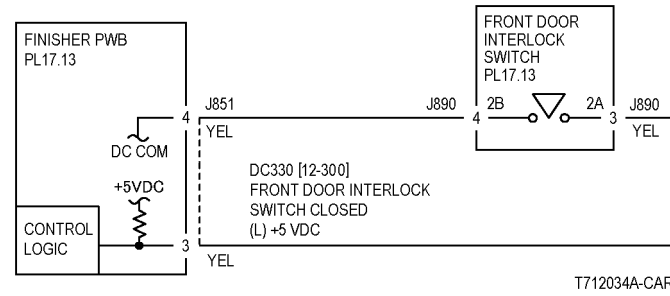 FINISHER PWB
PL17.13
4
J851
YEL
DC COM
+5VDC
CONTROL
LOGIC
3
YEL
DC330 [12-300]
FRONT DOOR INTERLOCK
SWITCH CLOSED
(L) +5 VDC
FRONT DOOR
INTERLOCK
SWITCH
PL17.13
J890
4
2B
2A
3
J890
YEL
T712034A-CAR